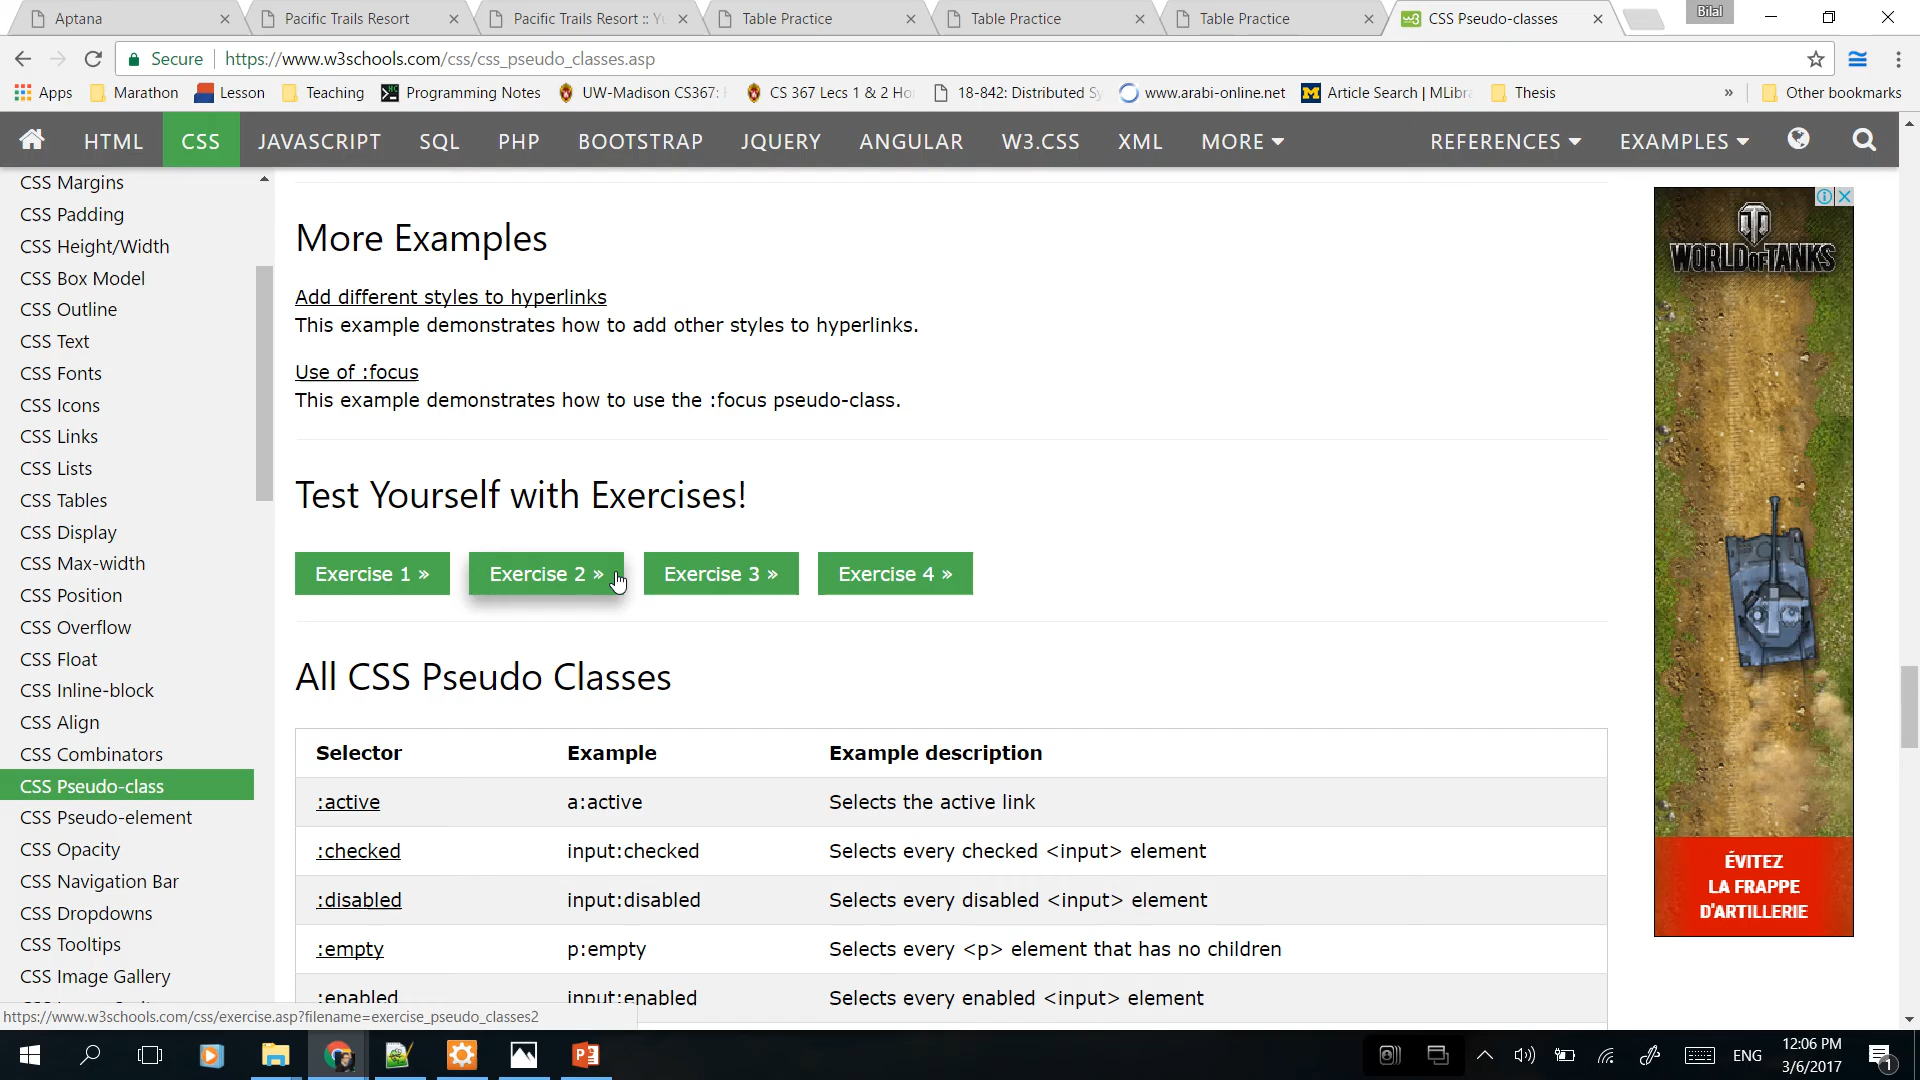 Aptana
Pacific Trails Resort
Pacific Trails Resort :: Yu
Table Practice
Table Practice
Table Practice
CSS Pseudo-classes
Bilal
Secure
https://www.w3schools.com/css/css_pseudo_classes.asp
Apps
Marathon
Lesson
Teaching
Programming Notes
UW-Madison CS367:
CS 367 Lecs 1 & 2 Ho
18-842: Distributed Sy
www.arabi-online.net
Article Search | MLibra
Thesis
»
Other bookmarks
HTML
CSS
JAVASCRIPT
SQL
PHP
BOOTSTRAP
JQUERY
ANGULAR
W3.CSS
XML
MORE
REFERENCES
EXAMPLES
CSS Margins
CSS Padding
CSS Height/Width
CSS Box Model
CSS Outline
CSS Text
CSS Fonts
CSS Icons
CSS Links
CSS Lists
CSS Tables
CSS Display
CSS Max-width
CSS Position
CSS Overflow
CSS Float
CSS Inline-block
CSS Align
CSS Combinators
CSS Pseudo-class
CSS Pseudo-element
CSS Opacity
CSS Navigation Bar
CSS Dropdowns
CSS Tooltips
CSS Image Gallery
More Examples
Add different styles to hyperlinks
This example demonstrates how to add other styles to hyperlinks.
Use of :focus
This example demonstrates how to use the :focus pseudo-class.
Test Yourself with Exercises!
Exercise 1 »
Exercise 2 »
Exercise 3 »
Exercise 4 »
All CSS Pseudo Classes
Selector Example Example description
:active a:active Selects the active link
:checked input:checked Selects every checked <input> element
:disabled input:disabled Selects every disabled <input> element
:empty p:empty Selects every <p> element that has no children
:enabled input:enabled Selects every enabled <input> element
WORLD OF TANKS
ÉVITEZ
LA FRAPPE
D'ARTILLERIE
https://www.w3schools.com/css/exercise.asp?filename=exercise_pseudo_classes2
ENG
12:06 PM
3/6/2017
1